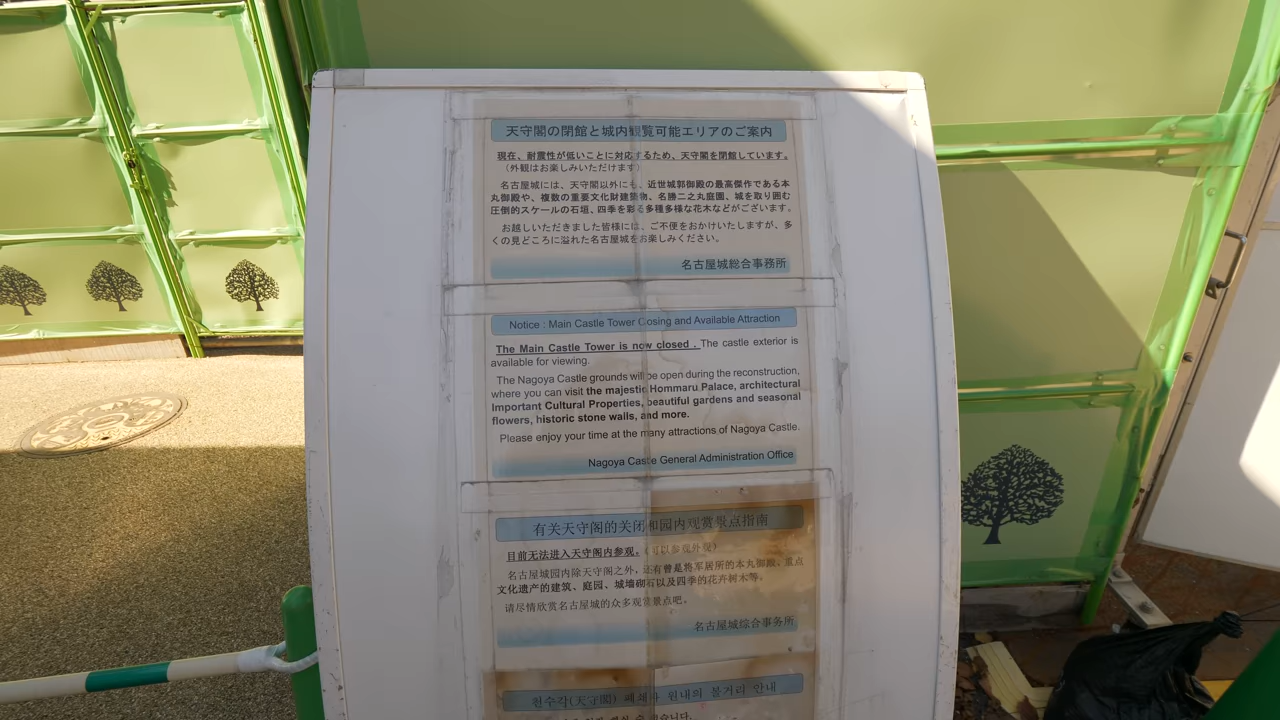 天守閣の閉館と城内観覧可能エリアのご案内
現在、耐震性が低いことに対応するため、天守閣を閉館しています。
（外観はお楽しみいただけます）
名古屋城には、天守閣以外にも、近世城郭御殿の最高傑作である本
丸御殿や、複数の重要文化財建築物、名勝二之丸庭園、城を取り囲む
圧倒的スケールの石垣、四季を彩る多種多様な花木などがございます。
お越しいただきました皆様には、ご不便をおかけいたしますが、多
くの見どころに溢れた名古屋城をお楽しみください。
名古屋城総合事務所
Notice : Main Castle Tower Closing and Available Attraction
The Main Castle Tower is now closed . The castle exterior is
available for viewing.
The Nagoya Castle grounds will be open during the reconstruction,
where you can visit the majestic Hommaru Palace, architectural
Important Cultural Properties, beautiful gardens and seasonal
flowers, historic stone walls, and more.
Please enjoy your time at the many attractions of Nagoya Castle.
Nagoya Castle General Administration Office
有关天守阁的关闭和园内观赏景点指南
目前无法进入天守阁内参观。（可以参观外观）
名古屋城园内除天守阁之外，还有曾是将军居所的本丸御殿、重点
文化遗产的建筑、庭园、城墙砌石以及四季的花卉树木等。
请尽情欣赏名古屋城的众多观赏景点吧。
名古屋城综合事务所
천수각(天守閣) 폐쇄와 원내의 볼거리 안내